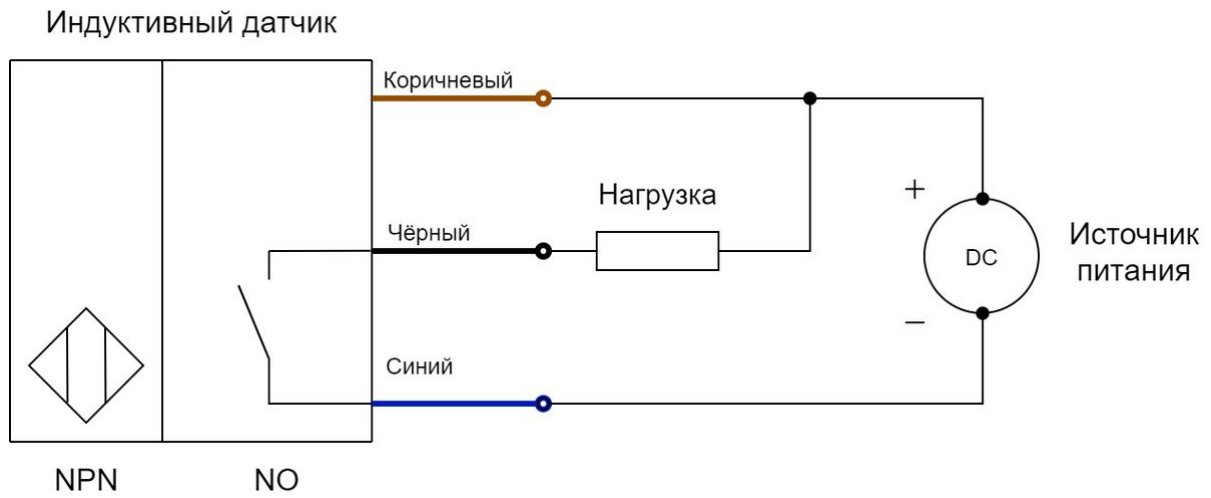 Индуктивный датчик
Коричневый
Нагрузка
+
Чёрный
Источник
питания
DC
−
Синий
NPN
NO